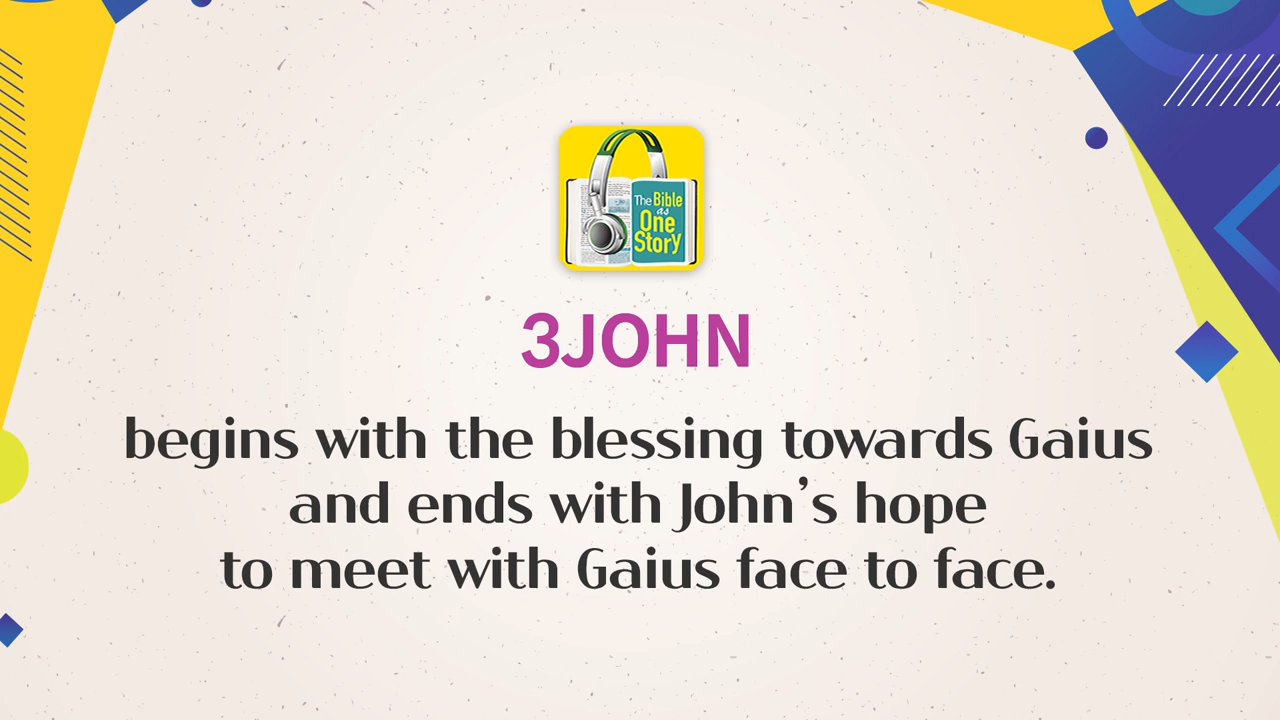 The Bible
as
One
Story
3JOHN
begins with the blessing towards Gaius
and ends with John’s hope
to meet with Gaius face to face.